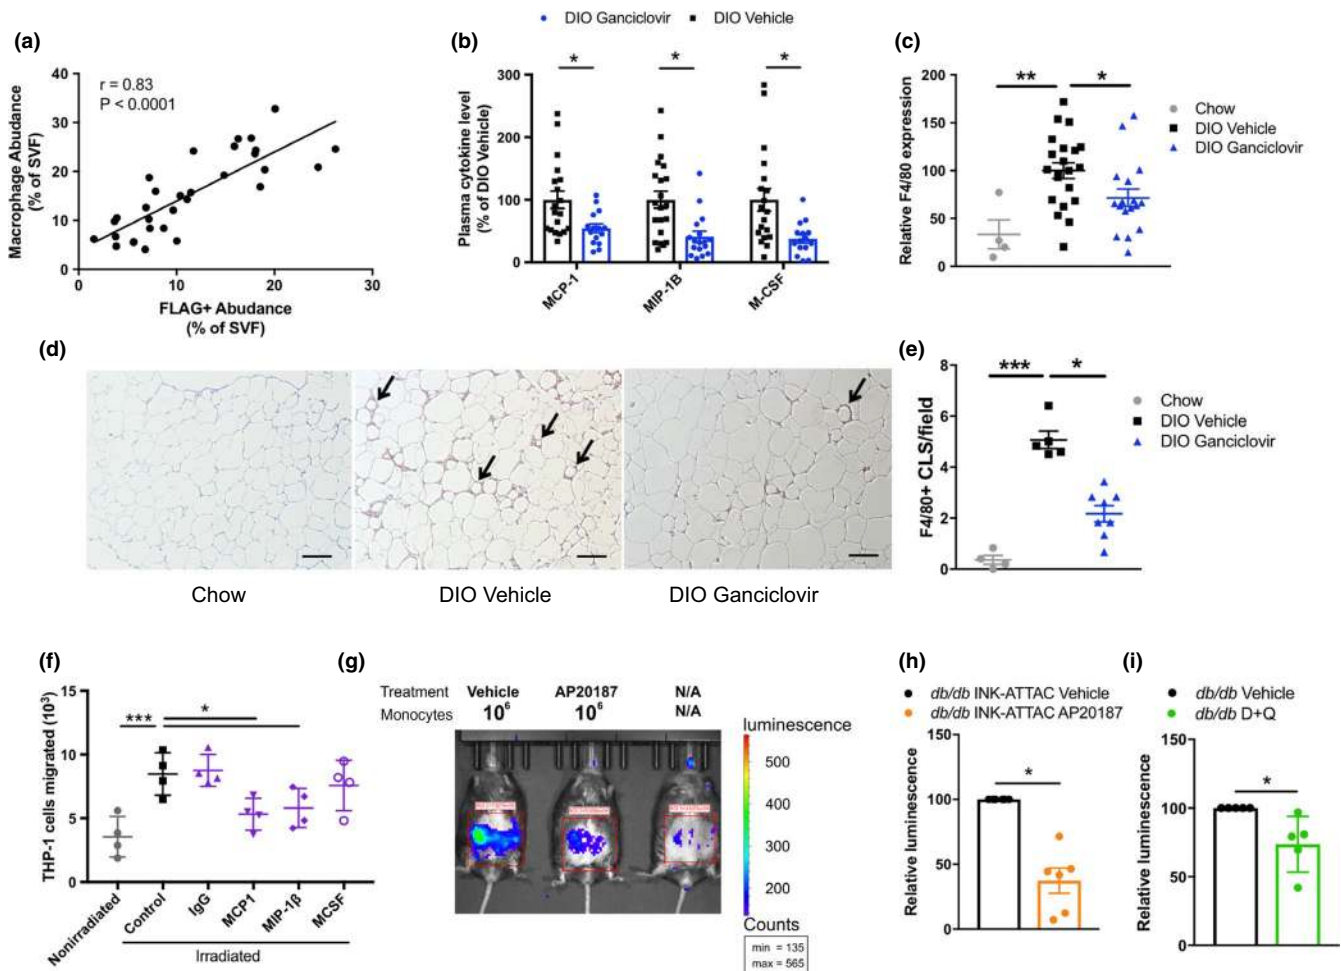 DIO Ganciclovir DIO Vehicle
(a)
r = 0.83
P < 0.0001
Macrophage Abudance
(% of SVF)
40
30
20
10
0
0 10 20 30
FLAG+ Abudance
(% of SVF)
(b)
* * *
Plasma cytokine level
(% of DIO Vehicle)
300
200
100
0
MCP-1 MIP-1B M-CSF
(c)
** *
Relative F4/80 expression
200
150
100
50
0
Chow
DIO Vehicle
DIO Ganciclovir
(d)
Chow DIO Vehicle DIO Ganciclovir
(e)
*** *
F4/80+ CLS/field
8
6
4
2
0
Chow
DIO Vehicle
DIO Ganciclovir
(f)
*** *
THP-1 cells migrated (10³)
15
10
5
0
Nonirradiated Control IgG MCP1 MIP-1β MCSF
Irradiated
(g)
Treatment Vehicle AP20187 N/A
Monocytes 10⁶ 10⁶ N/A
luminescence
500
400
300
200
Counts
min = 135
max = 565
(h)
db/db INK-ATTAC Vehicle
db/db INK-ATTAC AP20187
*
Relative luminescence
150
100
50
0
(i)
db/db Vehicle
db/db D+Q
*
Relative luminescence
150
100
50
0